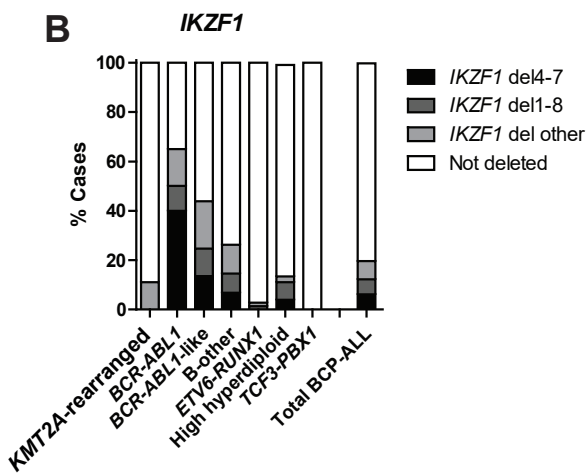 B
IKZF1
% Cases
100
80
60
40
20
0
KMT2A-rearranged
BCR-ABL1
BCR-ABL1-like
B-other
ETV6-RUNX1
High hyperdiploid
TCF3-PBX1
Total BCP-ALL
IKZF1 del4-7
IKZF1 del1-8
IKZF1 del other
Not deleted